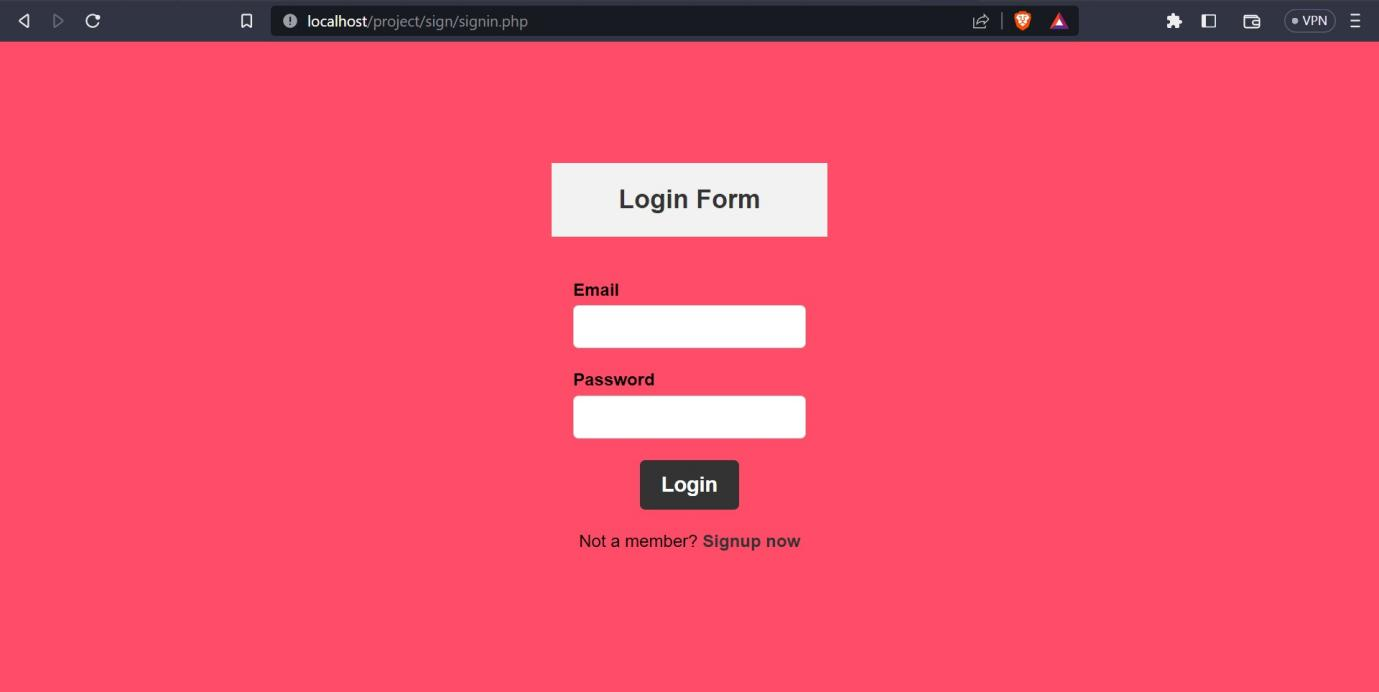 localhost/project/sign/signin.php
VPN
Login Form
Email
Password
Login
Not a member? Signup now